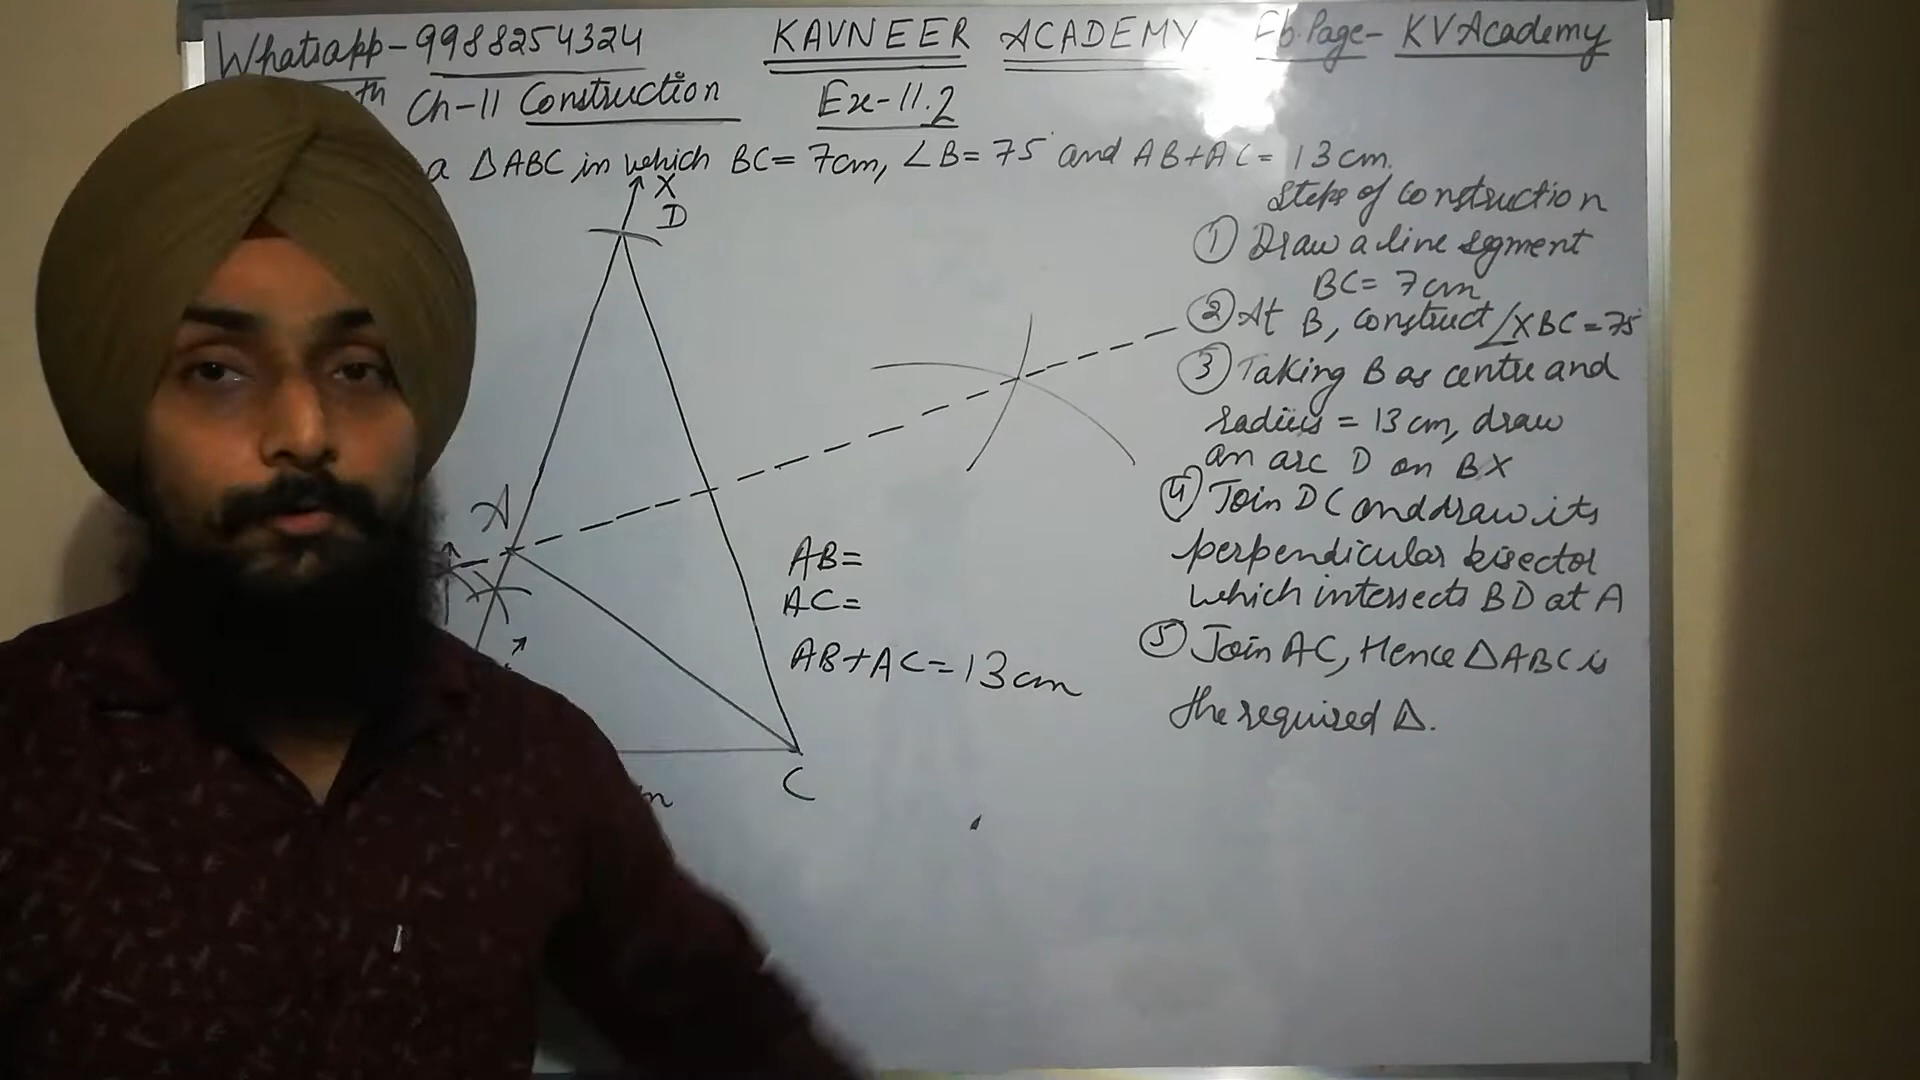 Whatsapp-9988254324 KAVNEER ACADEMY Fb.Page- KVAcademy
th Ch-11 Construction Ex-11.2
a ΔABC in which BC= 7cm, ∠B=75° and AB+AC= 13cm.
X
D
A
C
AB=
AC=
AB+AC=13cm
Steps of construction
① Draw a line segment
BC= 7cm
② At B, construct ∠XBC=75°
③ Taking B as centre and
radius = 13 cm, draw
an arc D on BX
④ Join DC and draw its
perpendicular bisector
which intersects BD at A
⑤ Join AC, Hence ΔABC is
the required Δ.